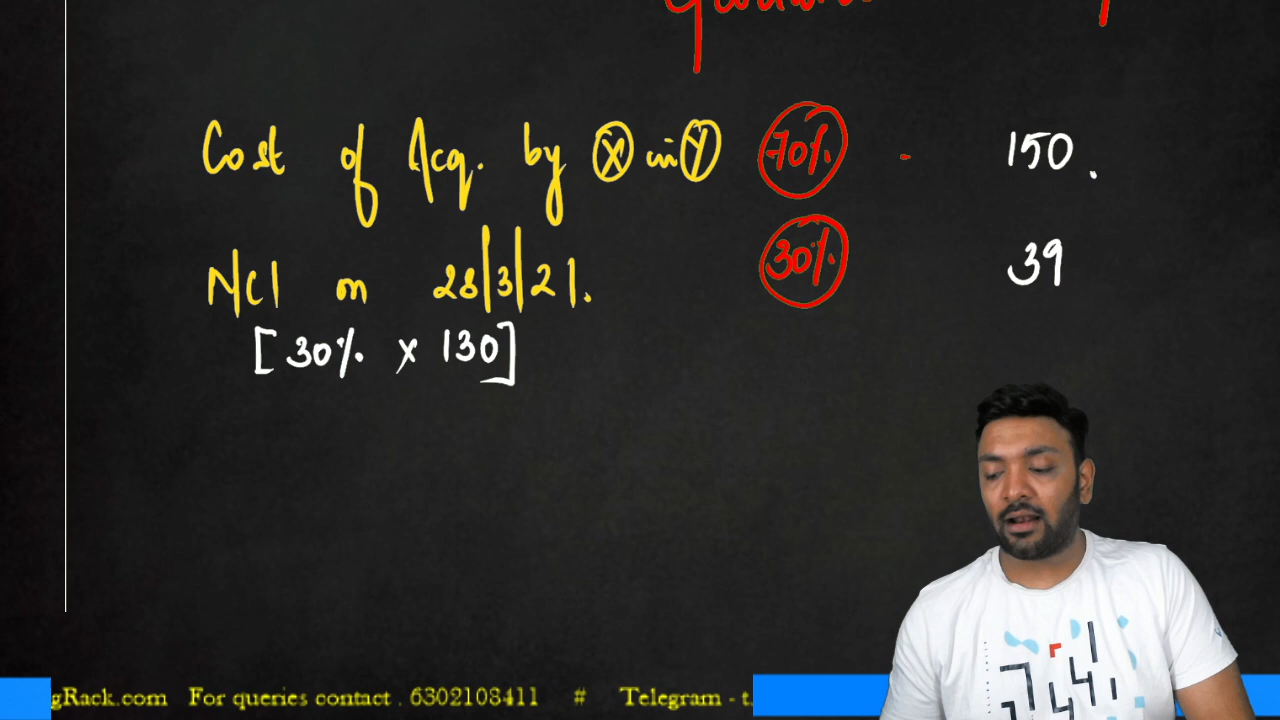 Cost of Acq. by X in Y 70% - 150.
NCI on 28/3/21. 30% 39
[30% x 130]
gRack.com For queries contact . 6302108411 # Telegram - t.